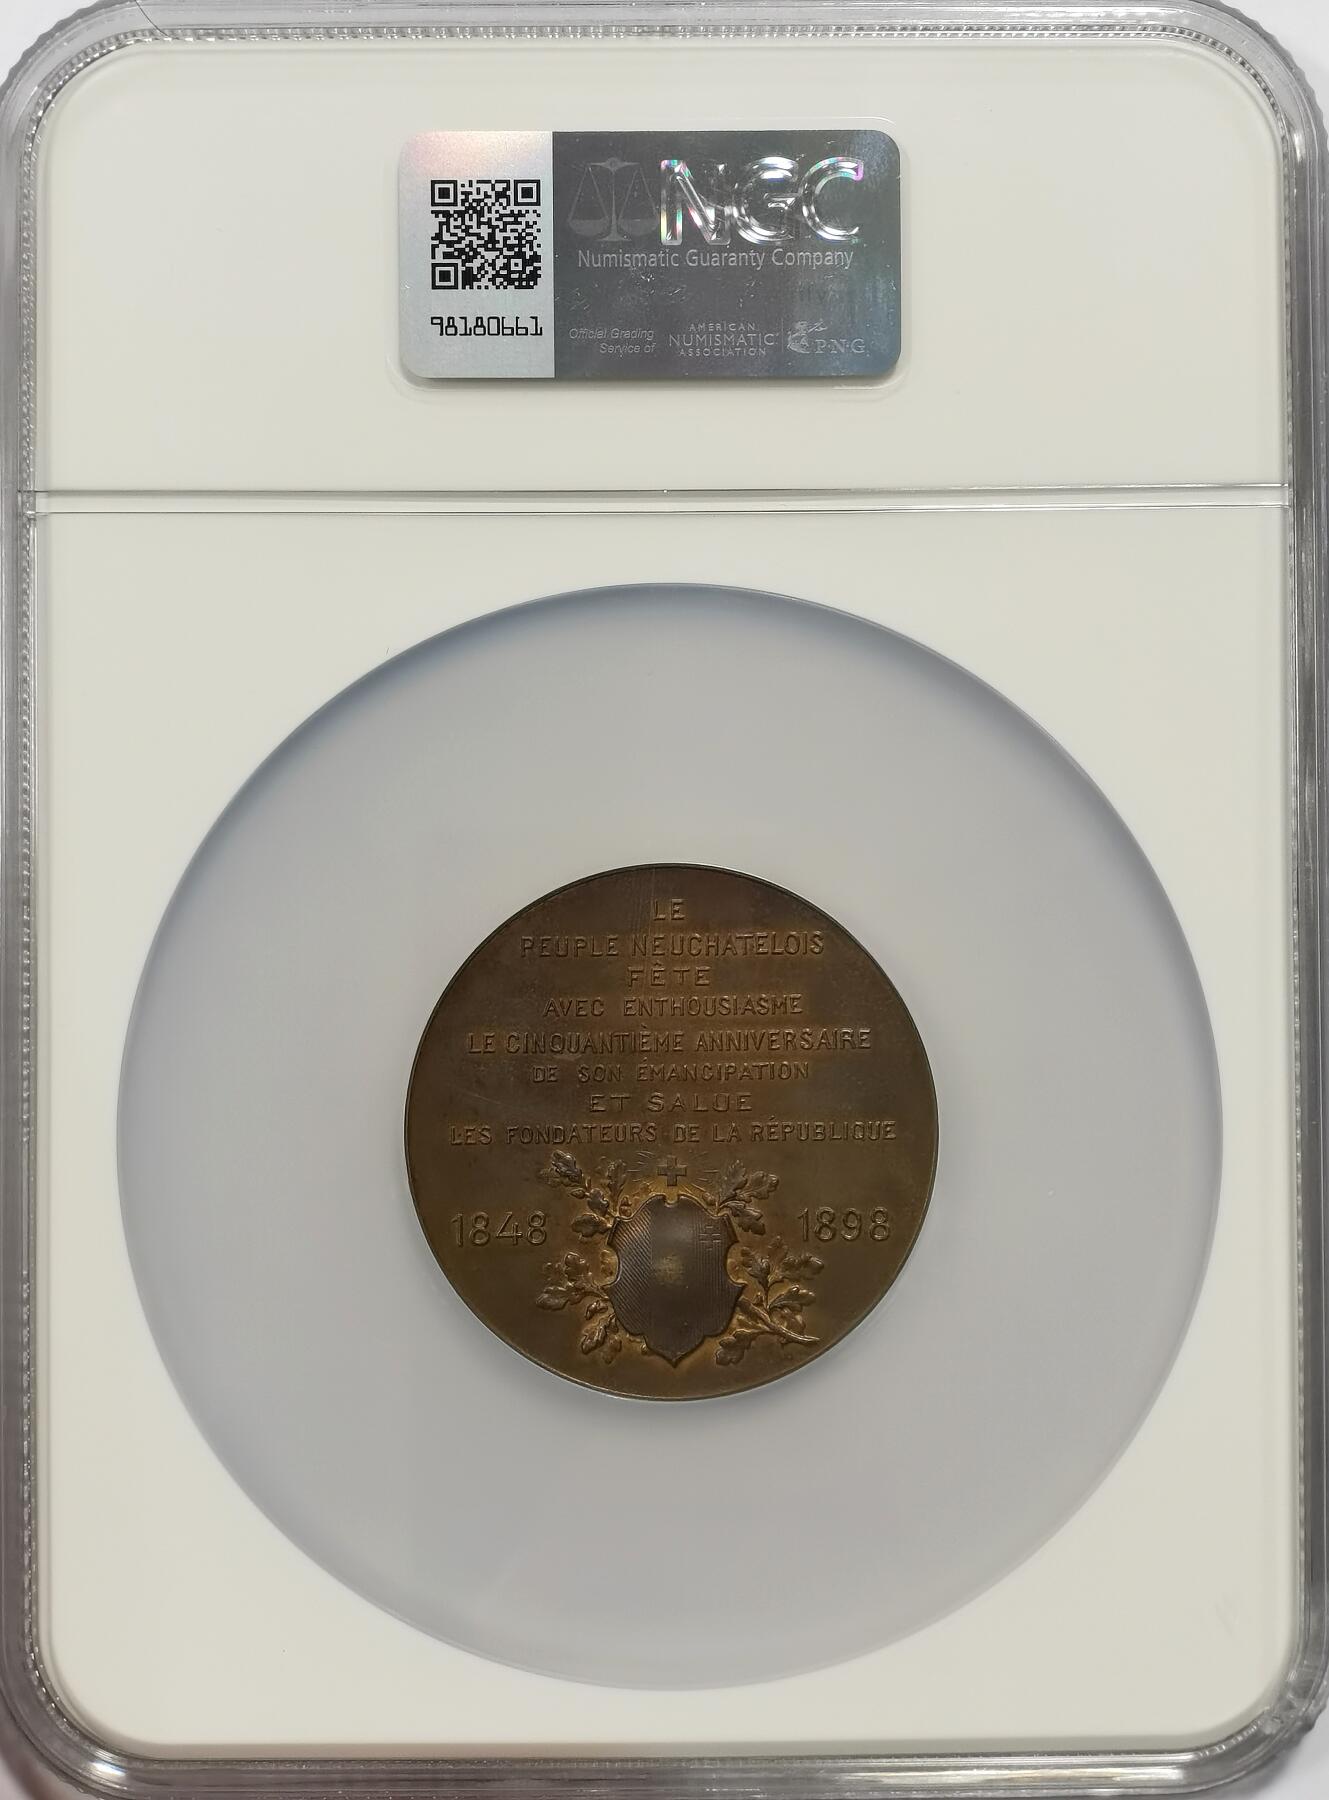 NGC
Numismatic Guaranty Company
98180661
Official Grading
Service of
AMERICAN
NUMISMATIC
ASSOCIATION
P·N·G
LE
PEUPLE NEUCHATELOIS
FÊTE
AVEC ENTHOUSIASME
LE CINQUANTIÈME ANNIVERSAIRE
DE SON ÉMANCIPATION
ET SALUE
LES FONDATEURS DE LA RÉPUBLIQUE
1848 1898